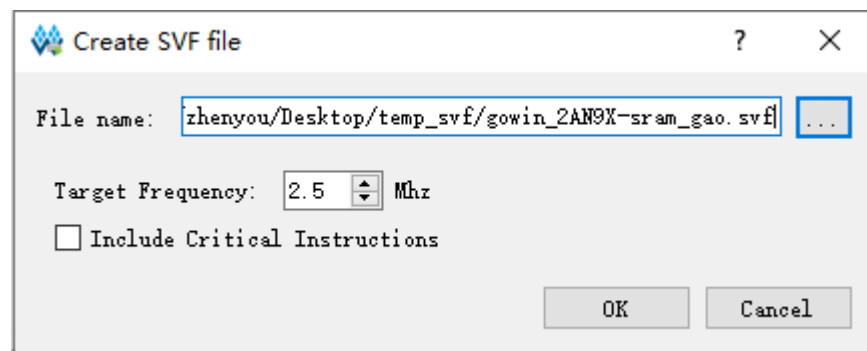 Create SVF file ?
File name: zhenyou/Desktop/temp_svf/gowin_2AN9X-sram_gao.svf ...
Target Frequency: 2.5 Mhz
Include Critical Instructions
OK Cancel